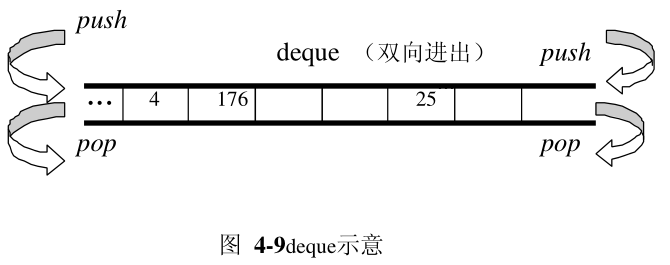 push
deque （双向进出） push
... 4 176 25 ...
pop pop
图 4-9deque示意